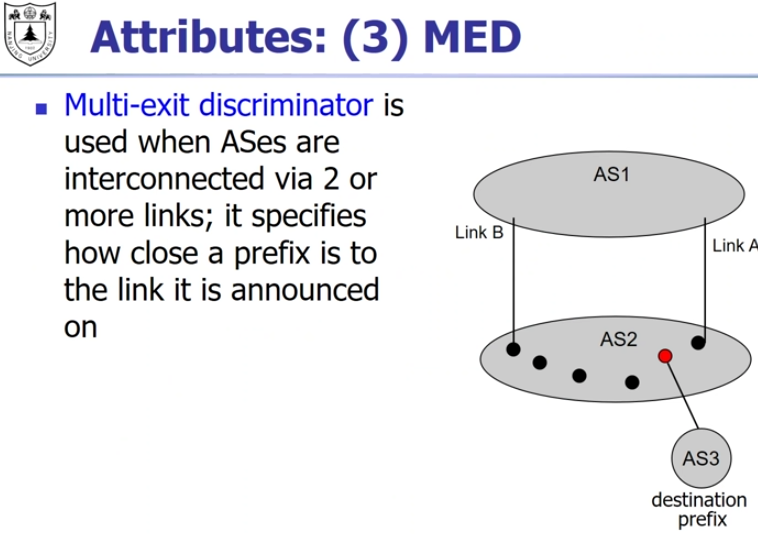 Attributes: (3) MED
Multi-exit discriminator is
used when ASes are
interconnected via 2 or
more links; it specifies
how close a prefix is to
the link it is announced
on
AS1
Link B
Link A
AS2
AS3
destination
prefix